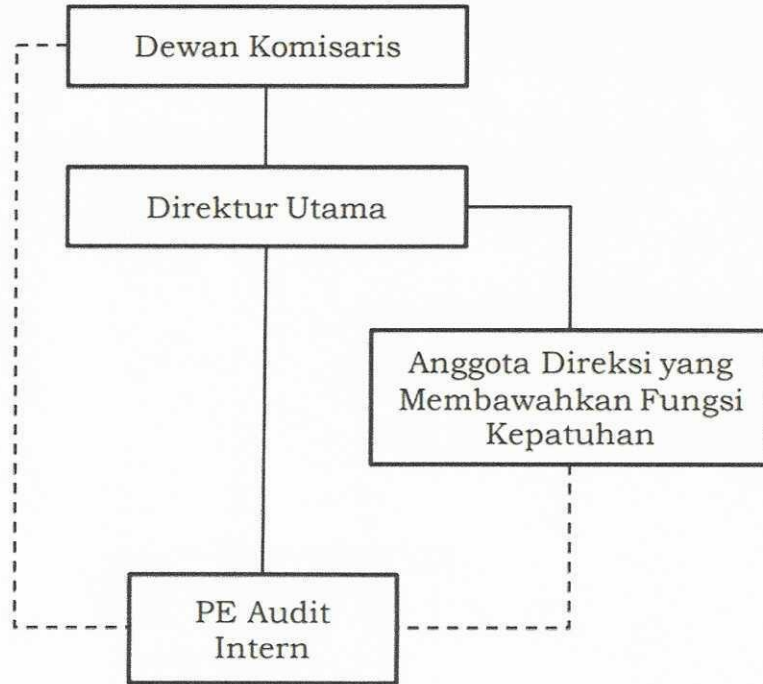 Dewan Komisaris
Direktur Utama
Anggota Direksi yang
Membawahkan Fungsi
Kepatuhan
PE Audit
Intern